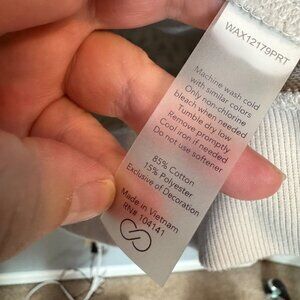 WAX12179PRT
Machine wash cold
with similar colors
Only non-chlorine
bleach when needed
Tumble dry low
Remove promptly
Cool iron if needed
Do not use softener
85% Cotton
15% Polyester
Exclusive of Decoration
Made in Vietnam
RN# 104141